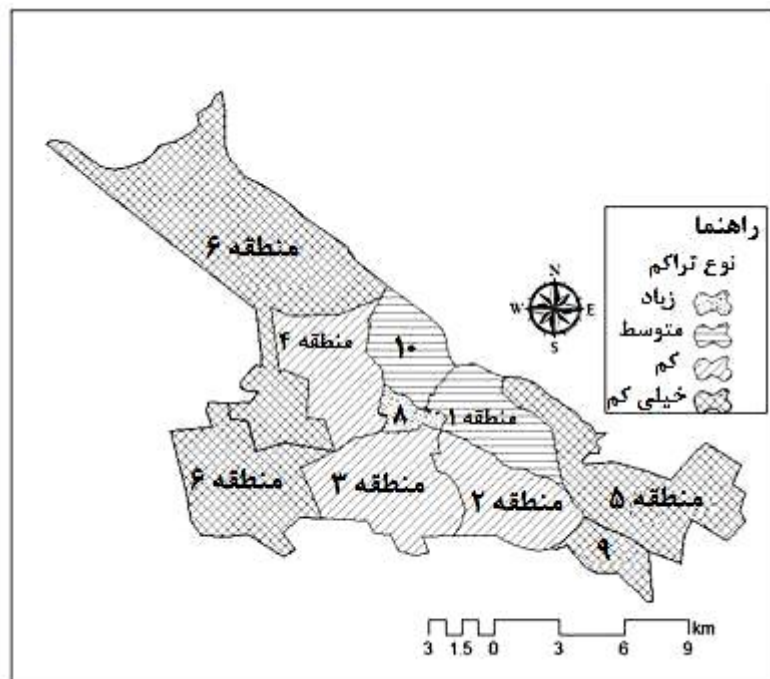 منطقه ۶
منطقه ۴
۱۰
۸
منطقه ۱
منطقه ۶
منطقه ۳
منطقه ۲
منطقه ۵
۹
راهنما
نوع تراکم
زیاد
متوسط
کم
خیلی کم
N
W E
S
km
3 1.5 0 3 6 9